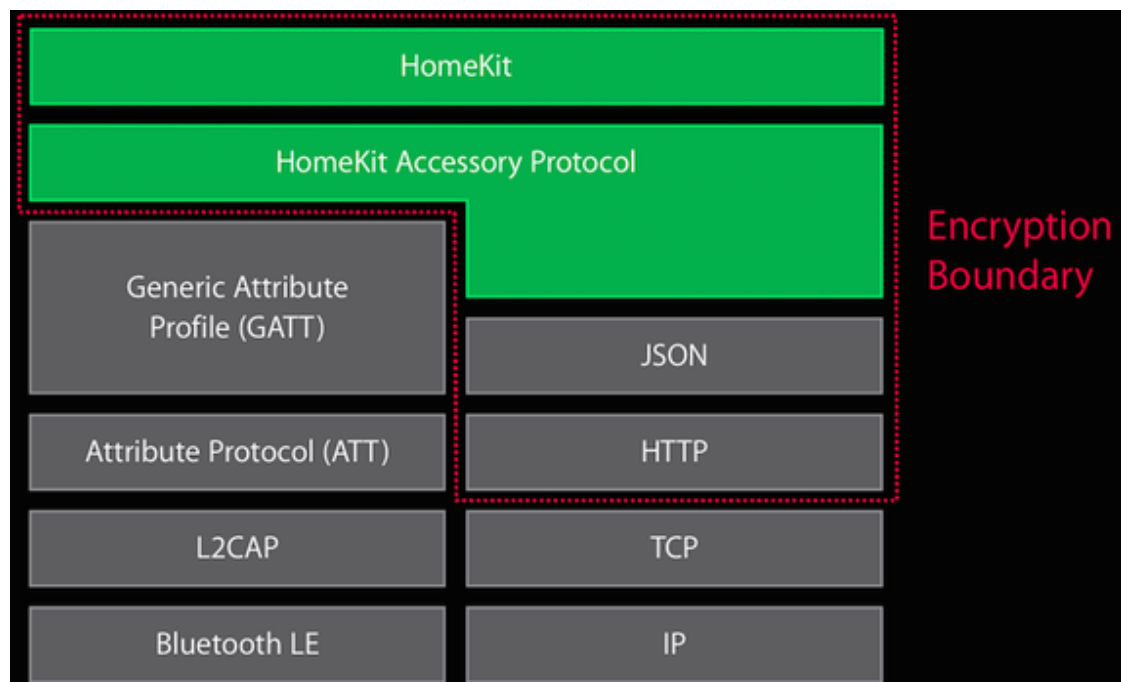 HomeKit
HomeKit Accessory Protocol
Encryption
Boundary
Generic Attribute
Profile (GATT)
JSON
Attribute Protocol (ATT)
HTTP
L2CAP
TCP
Bluetooth LE
IP